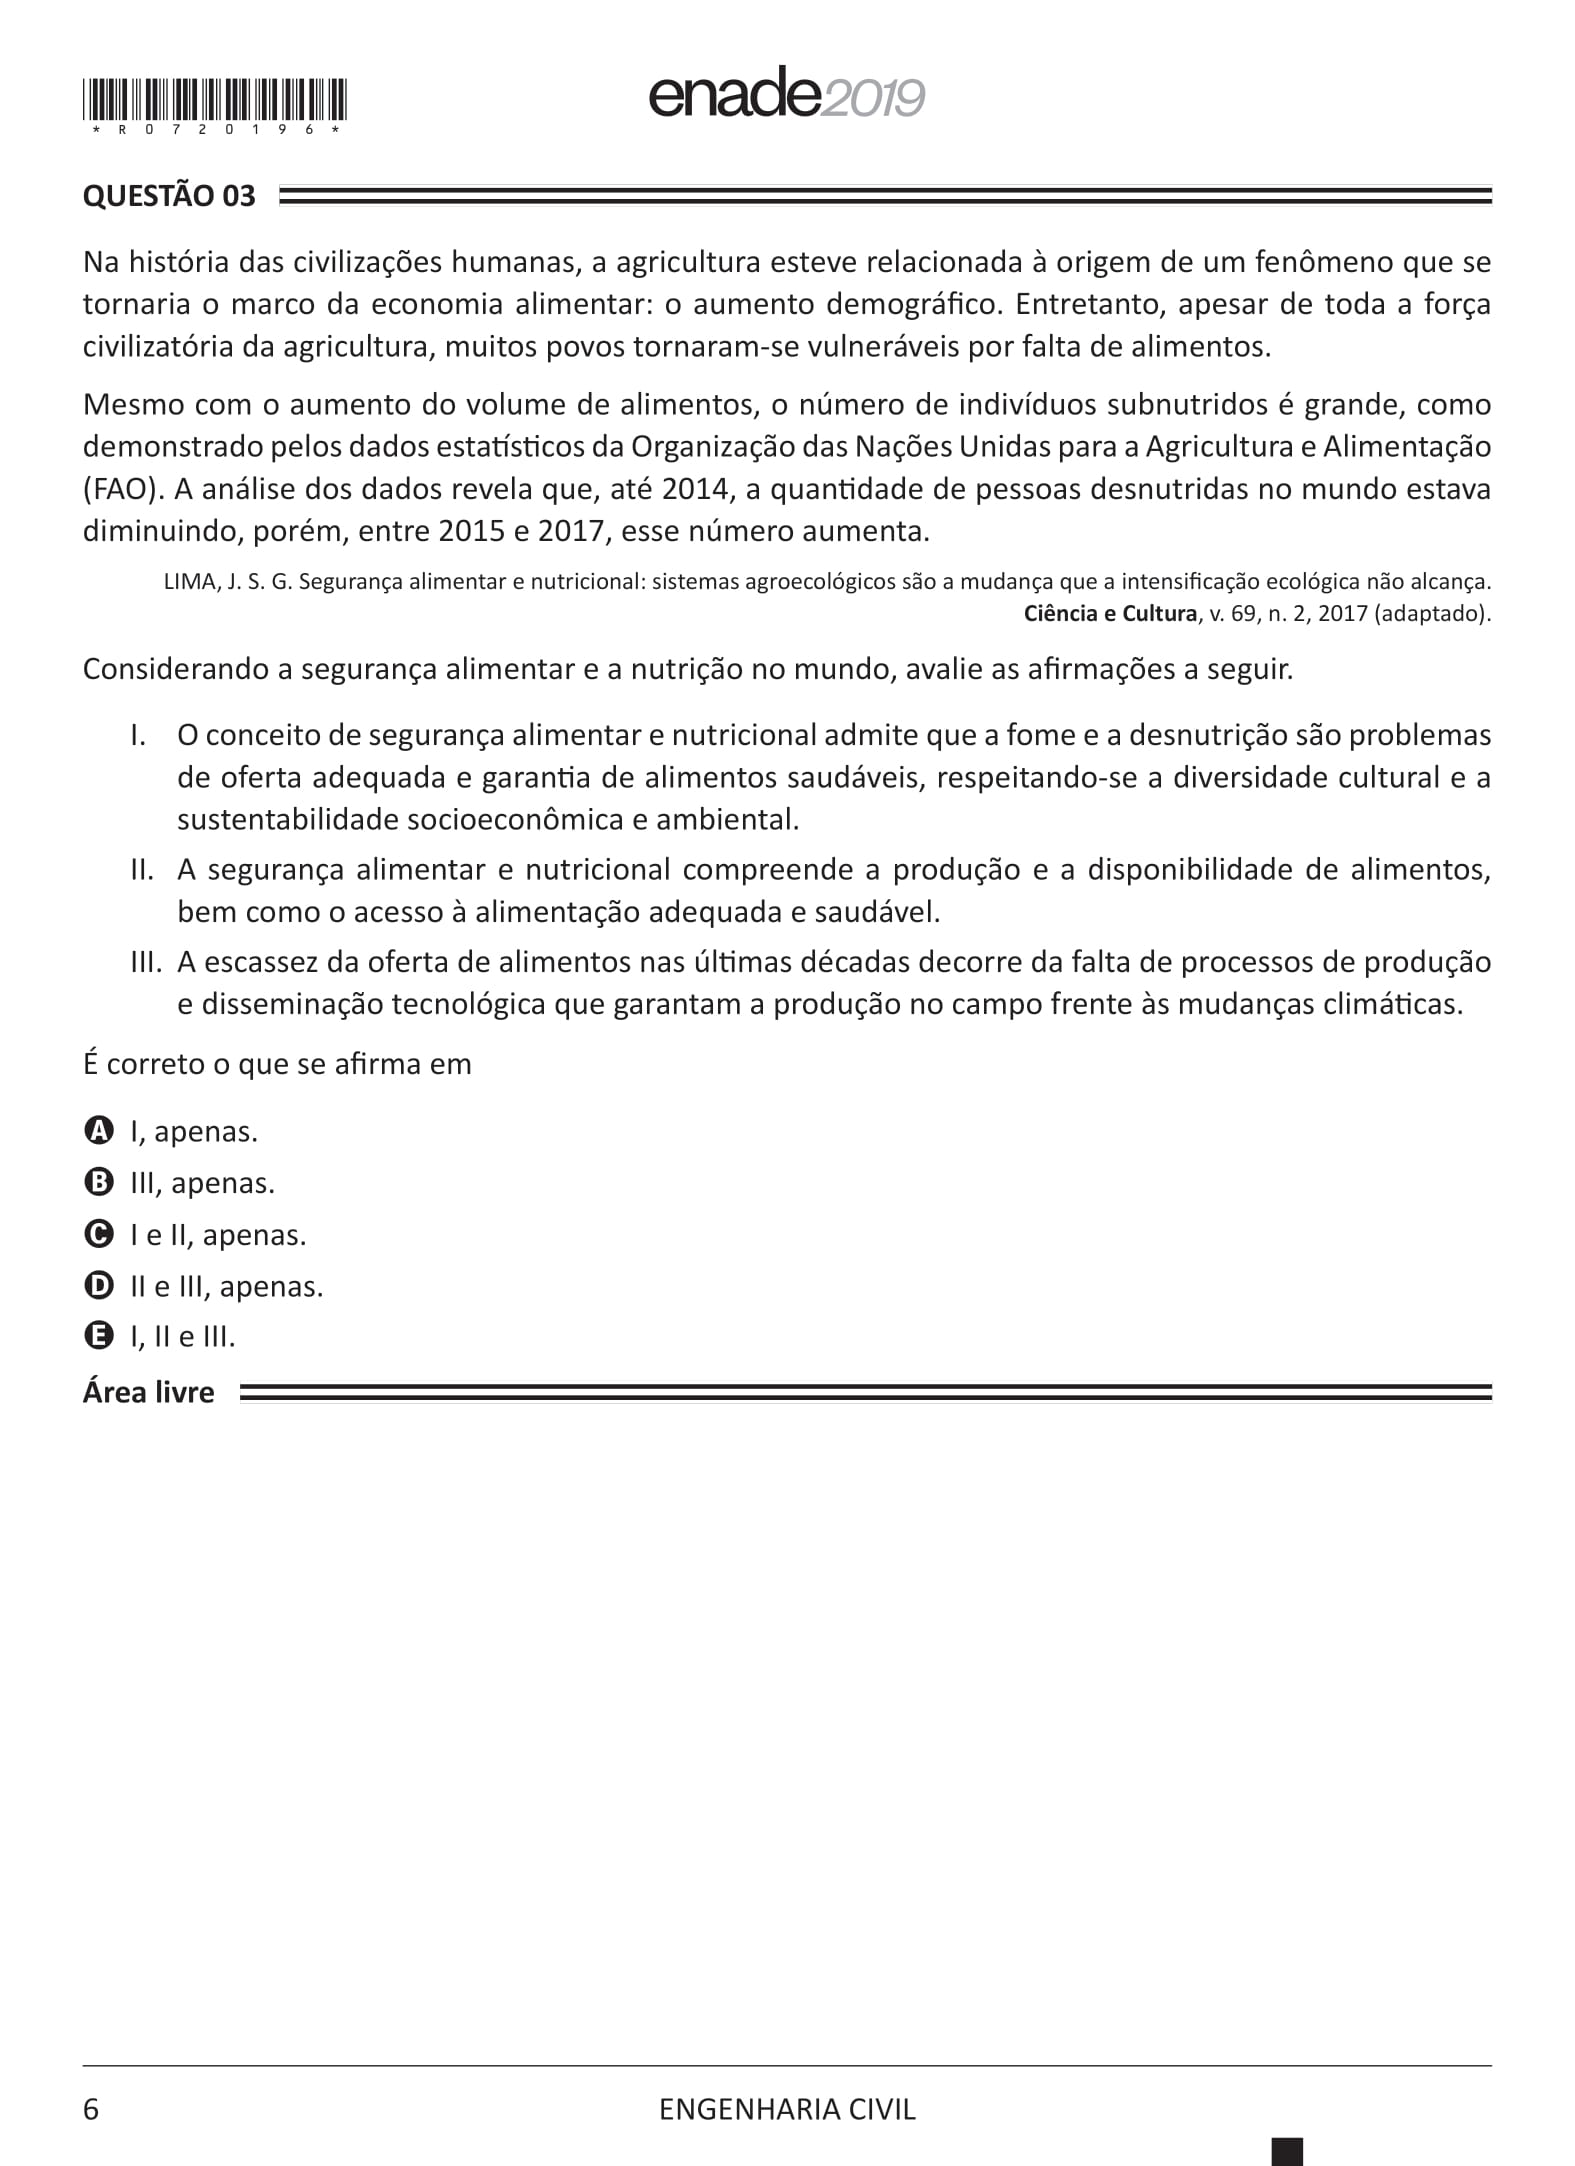 *R0720196*
enade2019
QUESTÃO 03
Na história das civilizações humanas, a agricultura esteve relacionada à origem de um fenômeno que se
tornaria o marco da economia alimentar: o aumento demográfico. Entretanto, apesar de toda a força
civilizatória da agricultura, muitos povos tornaram-se vulneráveis por falta de alimentos.
Mesmo com o aumento do volume de alimentos, o número de indivíduos subnutridos é grande, como
demonstrado pelos dados estatísticos da Organização das Nações Unidas para a Agricultura e Alimentação
(FAO). A análise dos dados revela que, até 2014, a quantidade de pessoas desnutridas no mundo estava
diminuindo, porém, entre 2015 e 2017, esse número aumenta.
LIMA, J. S. G. Segurança alimentar e nutricional: sistemas agroecológicos são a mudança que a intensificação ecológica não alcança.
Ciência e Cultura, v. 69, n. 2, 2017 (adaptado).
Considerando a segurança alimentar e a nutrição no mundo, avalie as afirmações a seguir.
I. O conceito de segurança alimentar e nutricional admite que a fome e a desnutrição são problemas
de oferta adequada e garantia de alimentos saudáveis, respeitando-se a diversidade cultural e a
sustentabilidade socioeconômica e ambiental.
II. A segurança alimentar e nutricional compreende a produção e a disponibilidade de alimentos,
bem como o acesso à alimentação adequada e saudável.
III. A escassez da oferta de alimentos nas últimas décadas decorre da falta de processos de produção
e disseminação tecnológica que garantam a produção no campo frente às mudanças climáticas.
É correto o que se afirma em
A I, apenas.
B III, apenas.
C I e II, apenas.
D II e III, apenas.
E I, II e III.
Área livre
6 ENGENHARIA CIVIL